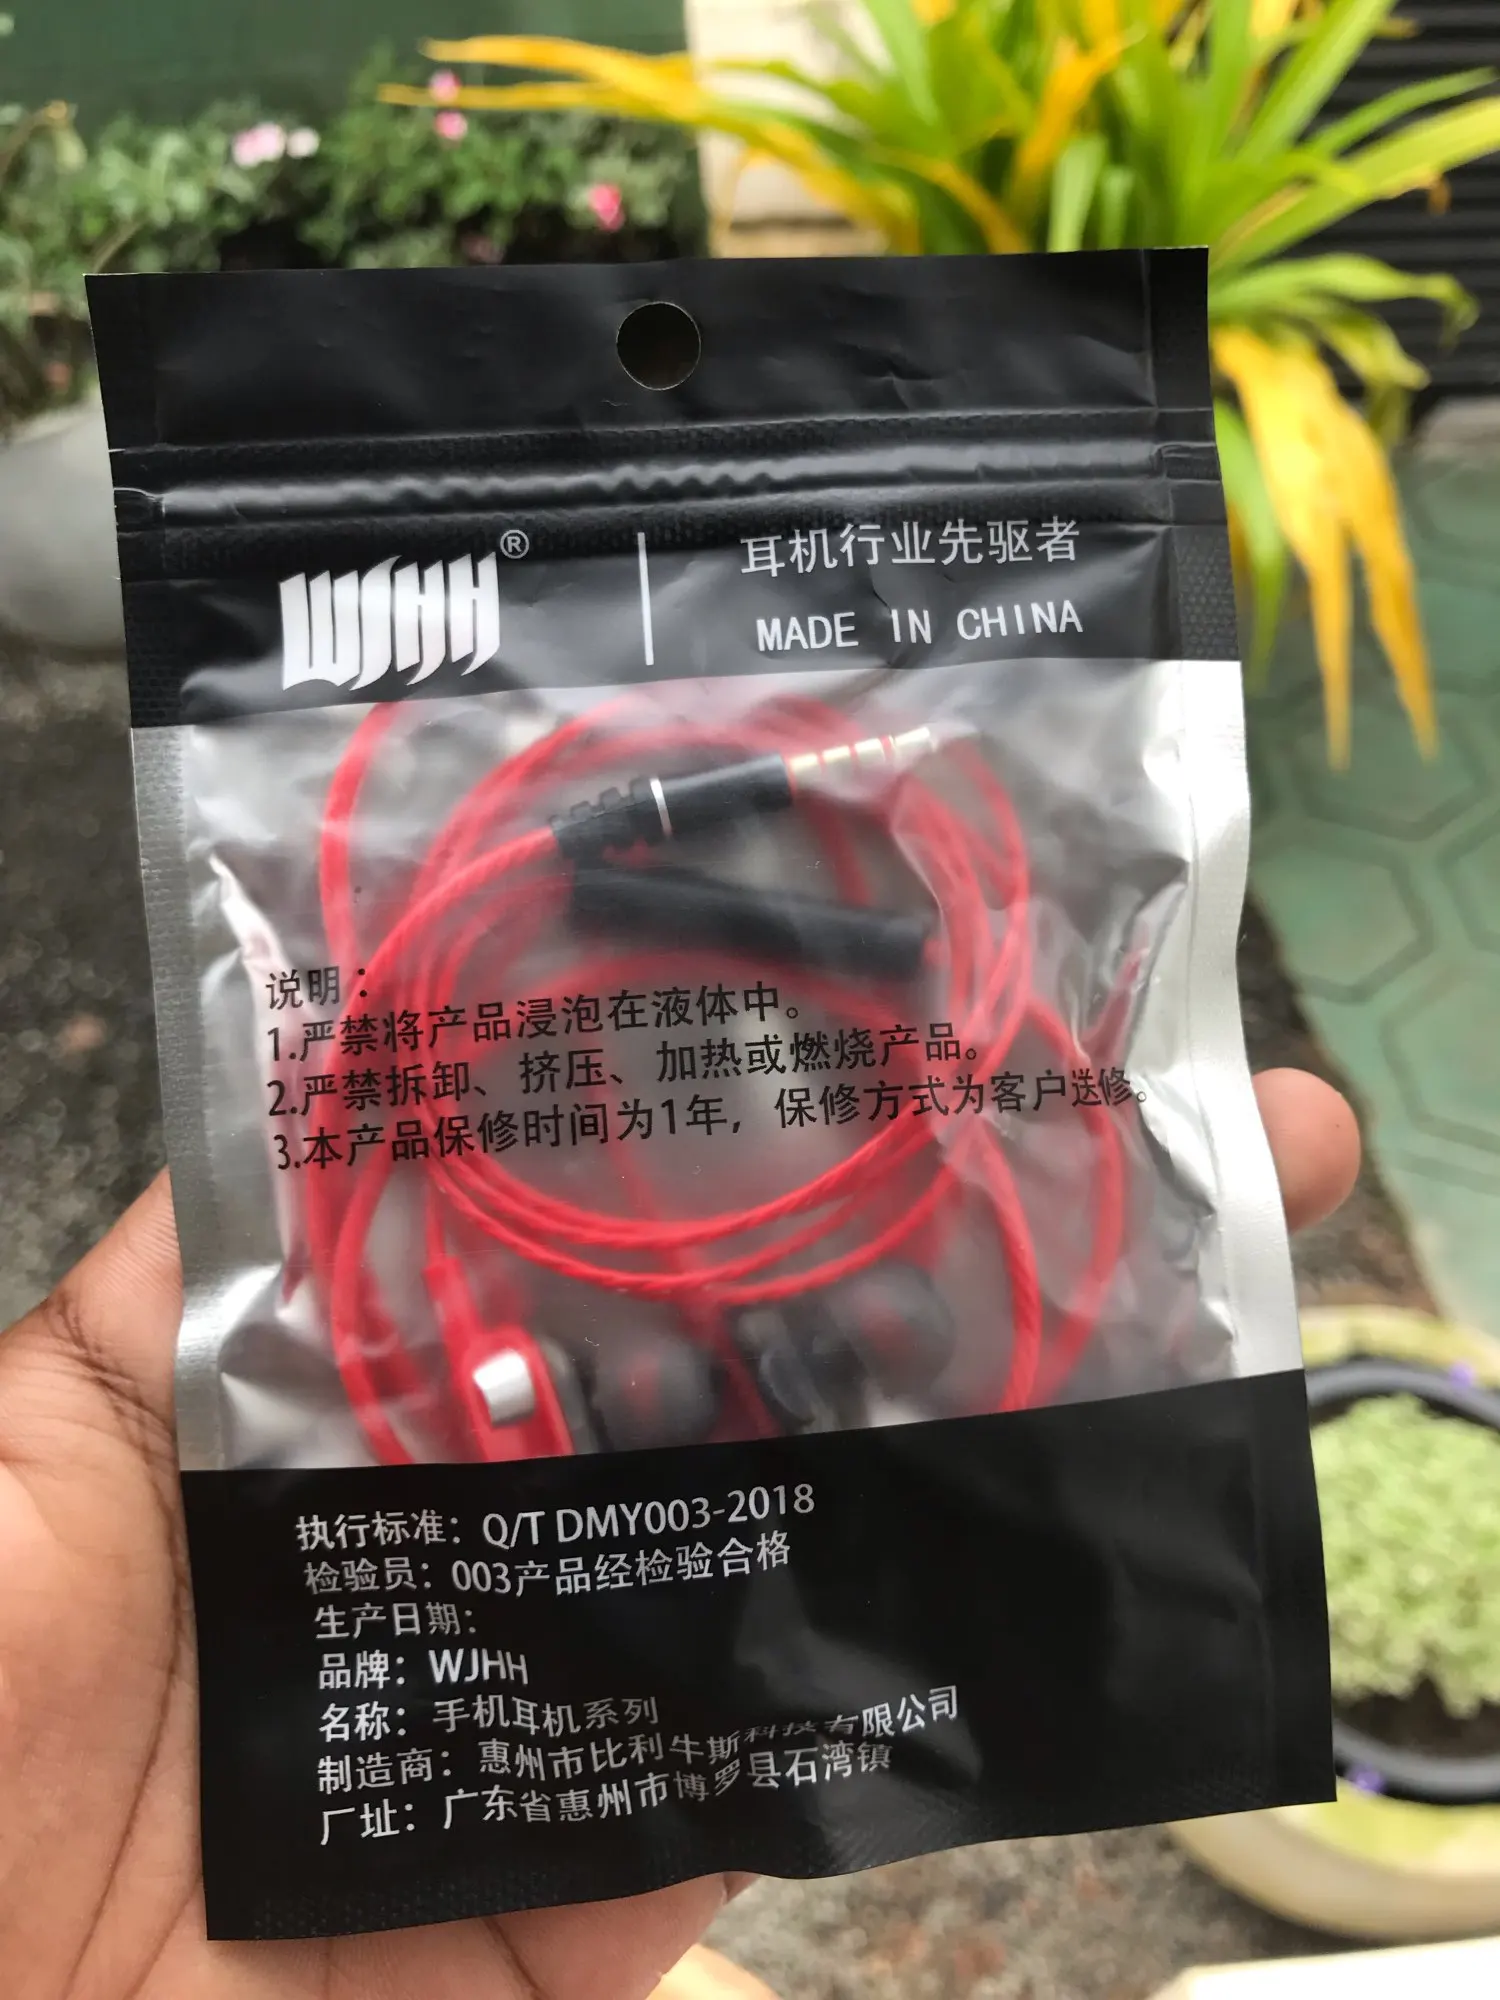 WJHH®
耳机行业先驱者
MADE IN CHINA
说明：
1.严禁将产品浸泡在液体中。
2.严禁拆卸、挤压、加热或燃烧产品。
3.本产品保修时间为1年，保修方式为客户送修。
执行标准：Q/T DMY003-2018
检验员：003产品经检验合格
生产日期：
品牌：WJHH
名称：手机耳机系列
制造商：惠州市比利牛斯科技有限公司
厂址：广东省惠州市博罗县石湾镇